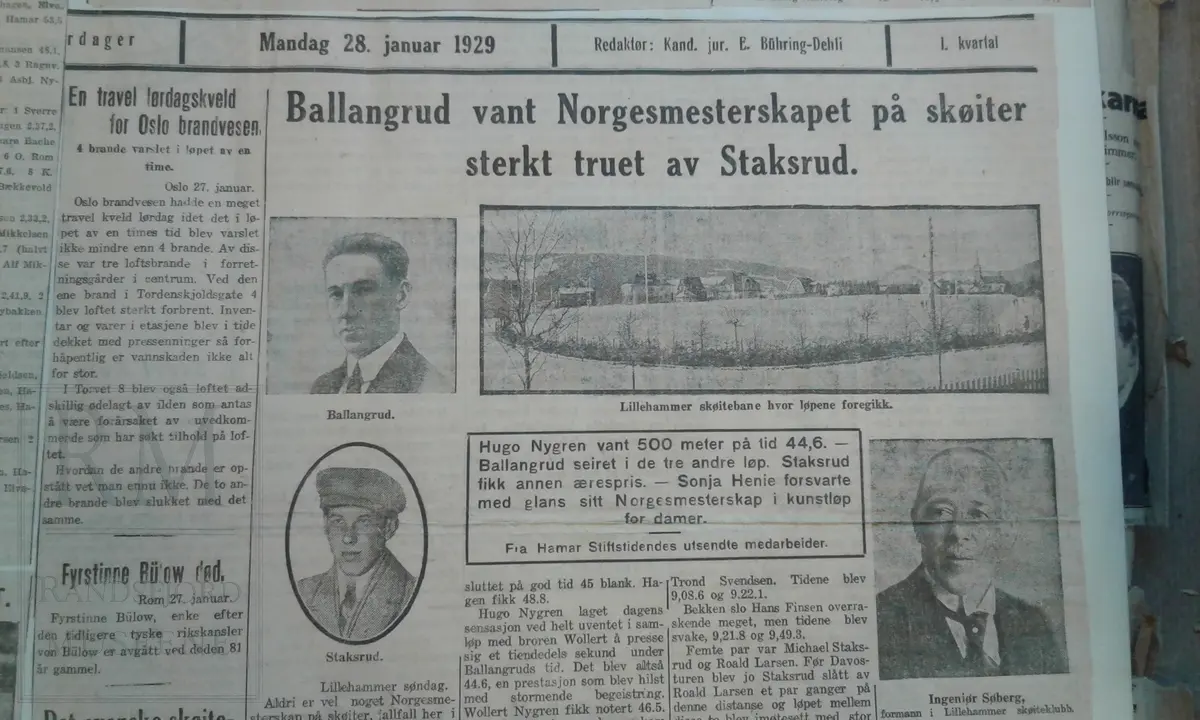 rdager
Mandag 28. januar 1929
Redaktør: Kand. jur. E. Bühring-Dehli
1. kvartal
En travel lørdagskveld
for Oslo brandvesen.
4 brande varslet i løpet av en
time.
Oslo 27. januar.
Oslo brandvesen hadde en meget
travel kveld lørdag idet det i lø-
pet av en times tid blev varslet
ikke mindre enn 4 brande. Av dis-
se var tre loftsbrande i forret-
ningsgårder i centrum. Ved den
ene brand i Tordenskjoldsgate 4
blev loftet sterkt forbrent. Inven-
tar og varer i etasjene blev i tide
dekket med pressenninger så for-
håpentlig er vannskaden ikke alt
for stor.
I Torvet 8 blev også loftet ad-
skillig ødelagt av ilden som antas
å være forårsaket av uvedkom-
mende som har søkt tilhold på lof-
tet.
Hvordan de andre brande er op-
stått vet man ennu ikke. De to an-
dre brande blev slukket med det
samme.
Fyrstinne Bülow død.
Rom 27. januar.
Fyrstinne Bülow, enke efter
den tidligere tyske rikskansler
von Bülow er avgått ved døden 81
år gammel.
Ballangrud vant Norgesmesterskapet på skøiter
sterkt truet av Staksrud.
Ballangrud.
Lillehammer skøitebane hvor løpene foregikk.
Hugo Nygren vant 500 meter på tid 44,6. —
Ballangrud seiret i de tre andre løp. Staksrud
fikk annen ærespris. — Sonja Henie forsvarte
med glans sitt Norgesmesterskap i kunstløp
for damer.
Fra Hamar Stiftstidendes utsendte medarbeider.
Staksrud.
Lillehammer søndag.
Aldri er vel noget Norgesme-
sterskap på skøiter, iallfall her i
sluttet på god tid 45 blank. Ha-
gen fikk 48.8.
Hugo Nygren laget dagens
sensasjon ved helt uventet i sam-
løp med broren Wollert å presse
sig et tiendedels sekund under
Ballangruds tid. Det blev altså
44.6, en prestasjon som blev hilst
med stormende begeistring.
Wollert Nygren fikk notert 46.5.
Trond Svendsen. Tidene blev
9,08.6 og 9.22.1.
Bekken slo Hans Finsen overra-
skende meget, men tidene blev
svake, 9,21.8 og 9,49.3.
Femte par var Michael Staks-
rud og Roald Larsen. Før Davos-
turen blev jo Staksrud slått av
Roald Larsen et par ganger på
denne distanse og løpet mellem
Ingeniør Søberg,
formann i Lillehammer skøiteklubb.